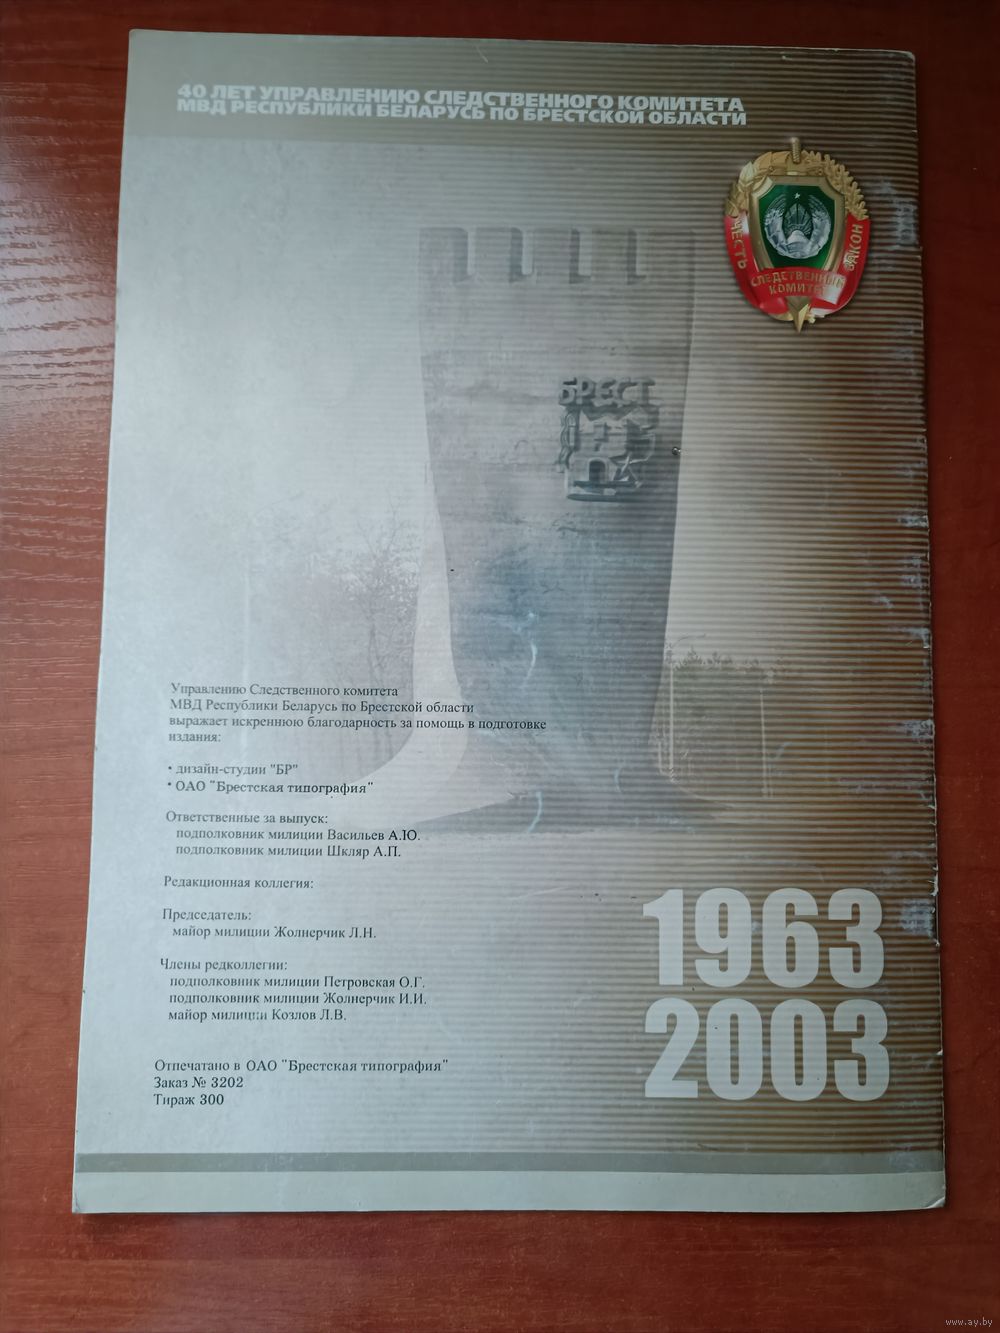 40 ЛЕТ УПРАВЛЕНИЮ СЛЕДСТВЕННОГО КОМИТЕТА
МВД РЕСПУБЛИКИ БЕЛАРУСЬ ПО БРЕСТСКОЙ ОБЛАСТИ
ЧЕСТЬ
ЗАКОН
СЛЕДСТВЕННЫЙ
КОМИТЕТ
БРЕСТ
Управлению Следственного комитета
МВД Республики Беларусь по Брестской области
выражает искреннюю благодарность за помощь в подготовке
издания:
• дизайн-студии "БР"
• ОАО "Брестская типография"
Ответственные за выпуск:
подполковник милиции Васильев А.Ю.
подполковник милиции Шкляр А.П.
Редакционная коллегия:
Председатель:
майор милиции Жолнерчик Л.Н.
Члены редколлегии:
подполковник милиции Петровская О.Г.
подполковник милиции Жолнерчик И.И.
майор милиции Козлов Л.В.
Отпечатано в ОАО "Брестская типография"
Заказ № 3202
Тираж 300
1963
2003
www.ay.by